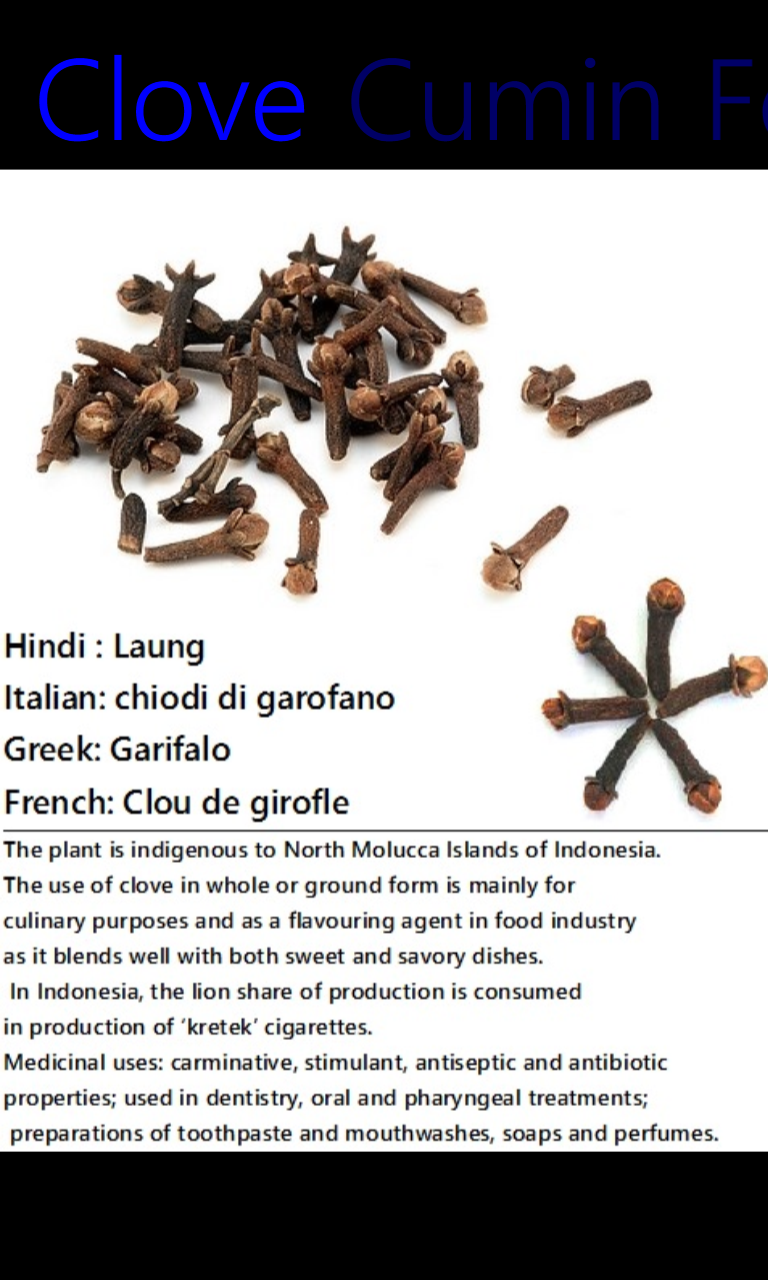 Clove Cumin
Hindi : Laung
Italian: chiodi di garofano
Greek: Garifalo
French: Clou de girofle
The plant is indigenous to North Molucca Islands of Indonesia.
The use of clove in whole or ground form is mainly for
culinary purposes and as a flavouring agent in food industry
as it blends well with both sweet and savory dishes.
In Indonesia, the lion share of production is consumed
in production of ‘kretek’ cigarettes.
Medicinal uses: carminative, stimulant, antiseptic and antibiotic
properties; used in dentistry, oral and pharyngeal treatments;
preparations of toothpaste and mouthwashes, soaps and perfumes.